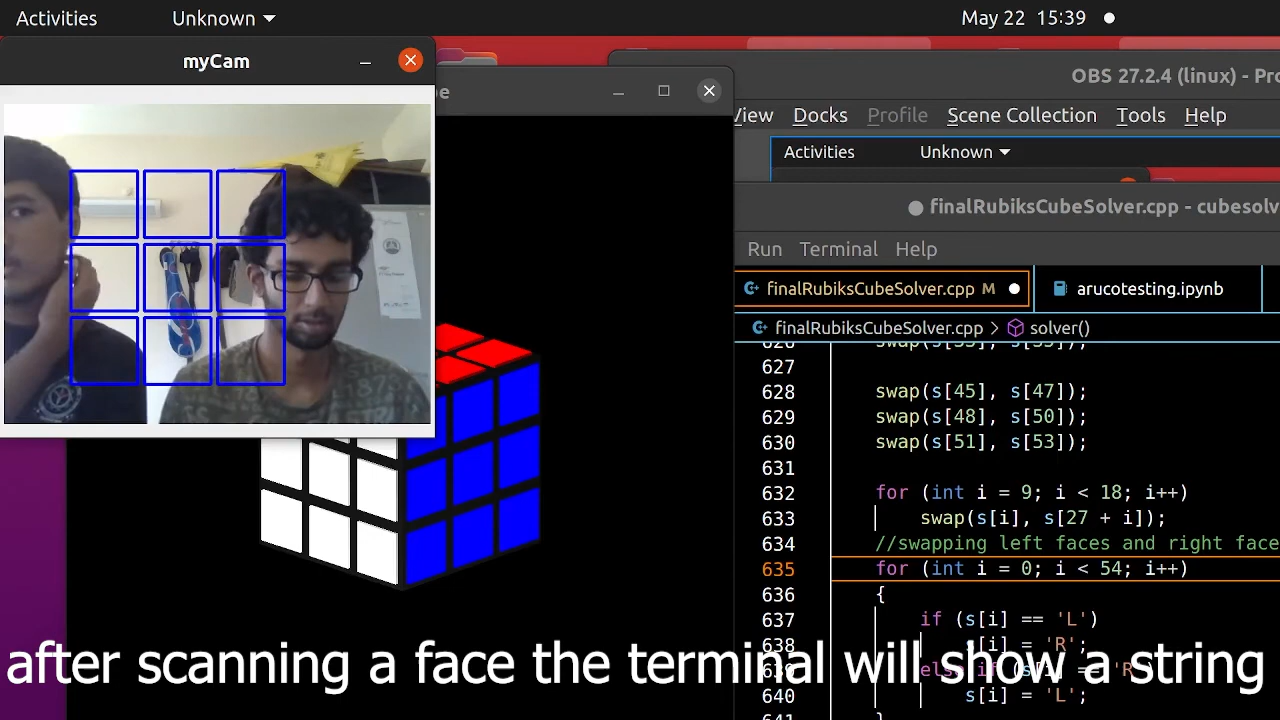 Activities
Unknown
May 22 15:39
myCam
be
OBS 27.2.4 (linux) - Pro
View Docks Profile Scene Collection Tools Help
Activities
Unknown
finalRubiksCubeSolver.cpp - cubesolv
Run Terminal Help
finalRubiksCubeSolver.cpp M
arucotesting.ipynb
finalRubiksCubeSolver.cpp > solver()
627
628 swap(s[45], s[47]);
629 swap(s[48], s[50]);
630 swap(s[51], s[53]);
631
632 for (int i = 9; i < 18; i++)
633 swap(s[i], s[27 + i]);
634 //swapping left faces and right face
635 for (int i = 0; i < 54; i++)
636 {
637 if (s[i] == 'L')
638 s[i] = 'R';
else if (s[i] == 'R
640 s[i] = 'L';
after scanning a face the terminal will show a string